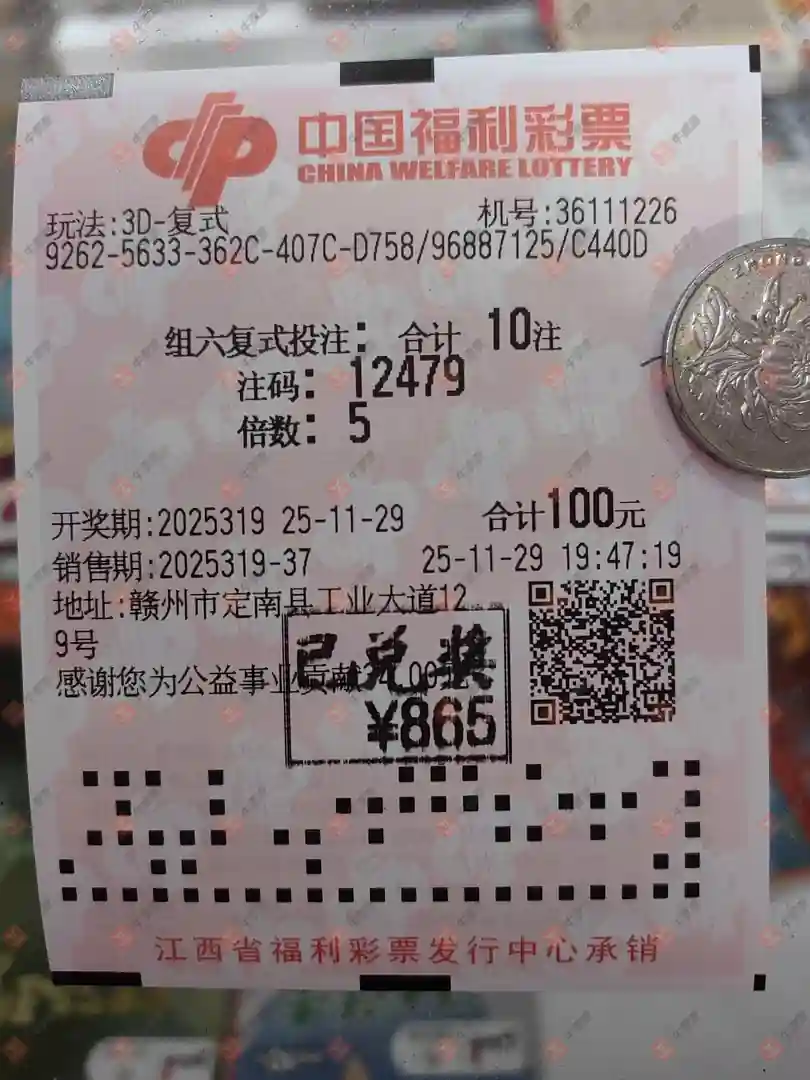 中国福利彩票
CHINA WELFARE LOTTERY
玩法:3D-复式 机号:36111226
9262-5633-362C-407C-D758/96887125/C440D
组六复式投注: 合计 10注
注码: 12479
倍数: 5
开奖期:2025319 25-11-29 合计100元
销售期:2025319-37 25-11-29 19:47:19
地址:赣州市定南县工业大道12
9号
感谢您为公益事业贡献
已兑奖
¥865
江西省福利彩票发行中心承销